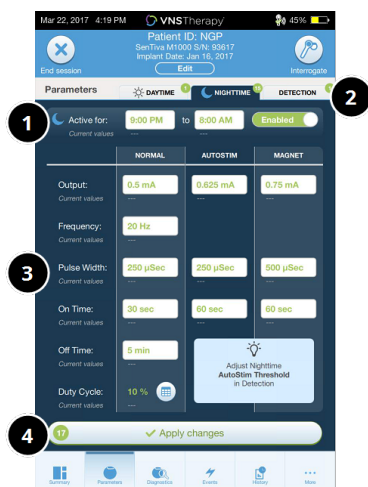 Mar 22, 2017 4:19 PM VNSTherapy® 45%
Patient ID: NGP
SenTiva M1000 S/N: 93617
Implant Date: Jan 16, 2017
End session Edit Interrogate
Parameters DAYTIME NIGHTTIME DETECTION
2
1 Active for: 9:00 PM to 8:00 AM Enabled
Current values --- ---
NORMAL AUTOSTIM MAGNET
Output: 0.5 mA 0.625 mA 0.75 mA
Current values --- --- ---
Frequency: 20 Hz
Current values ---
3 Pulse Width: 250 µSec 250 µSec 500 µSec
Current values --- --- ---
On Time: 30 sec 60 sec 60 sec
Current values --- --- ---
Off Time: 5 min
Current values ---
Adjust Nighttime
AutoStim Threshold
in Detection
Duty Cycle: 10 %
Current values ---
4 17 Apply changes
Summary Parameters Diagnostics Events History More